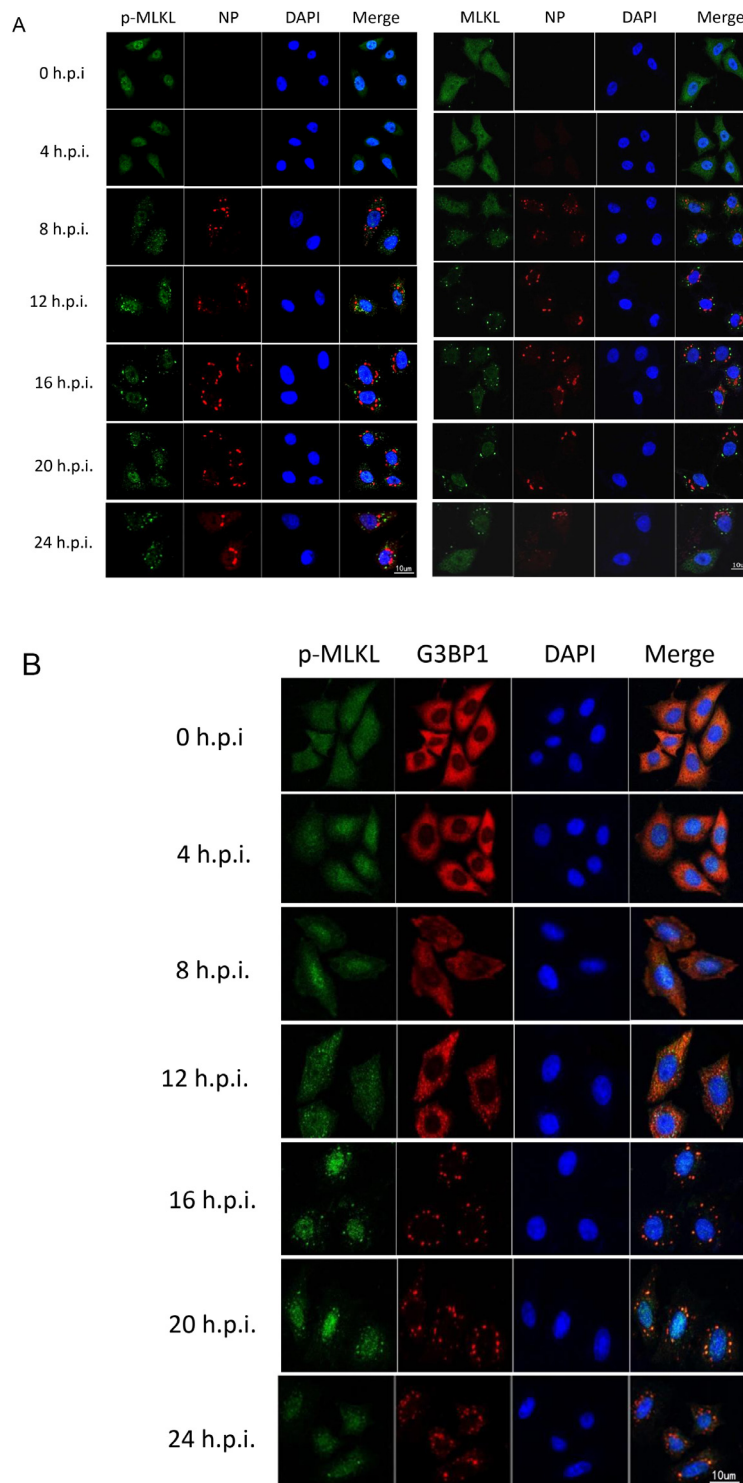 A
p-MLKL NP DAPI Merge MLKL NP DAPI Merge
0 h.p.i
4 h.p.i.
8 h.p.i.
12 h.p.i.
16 h.p.i.
20 h.p.i.
24 h.p.i.
10um 10u
B
p-MLKL G3BP1 DAPI Merge
0 h.p.i
4 h.p.i.
8 h.p.i.
12 h.p.i.
16 h.p.i.
20 h.p.i.
24 h.p.i.
10um